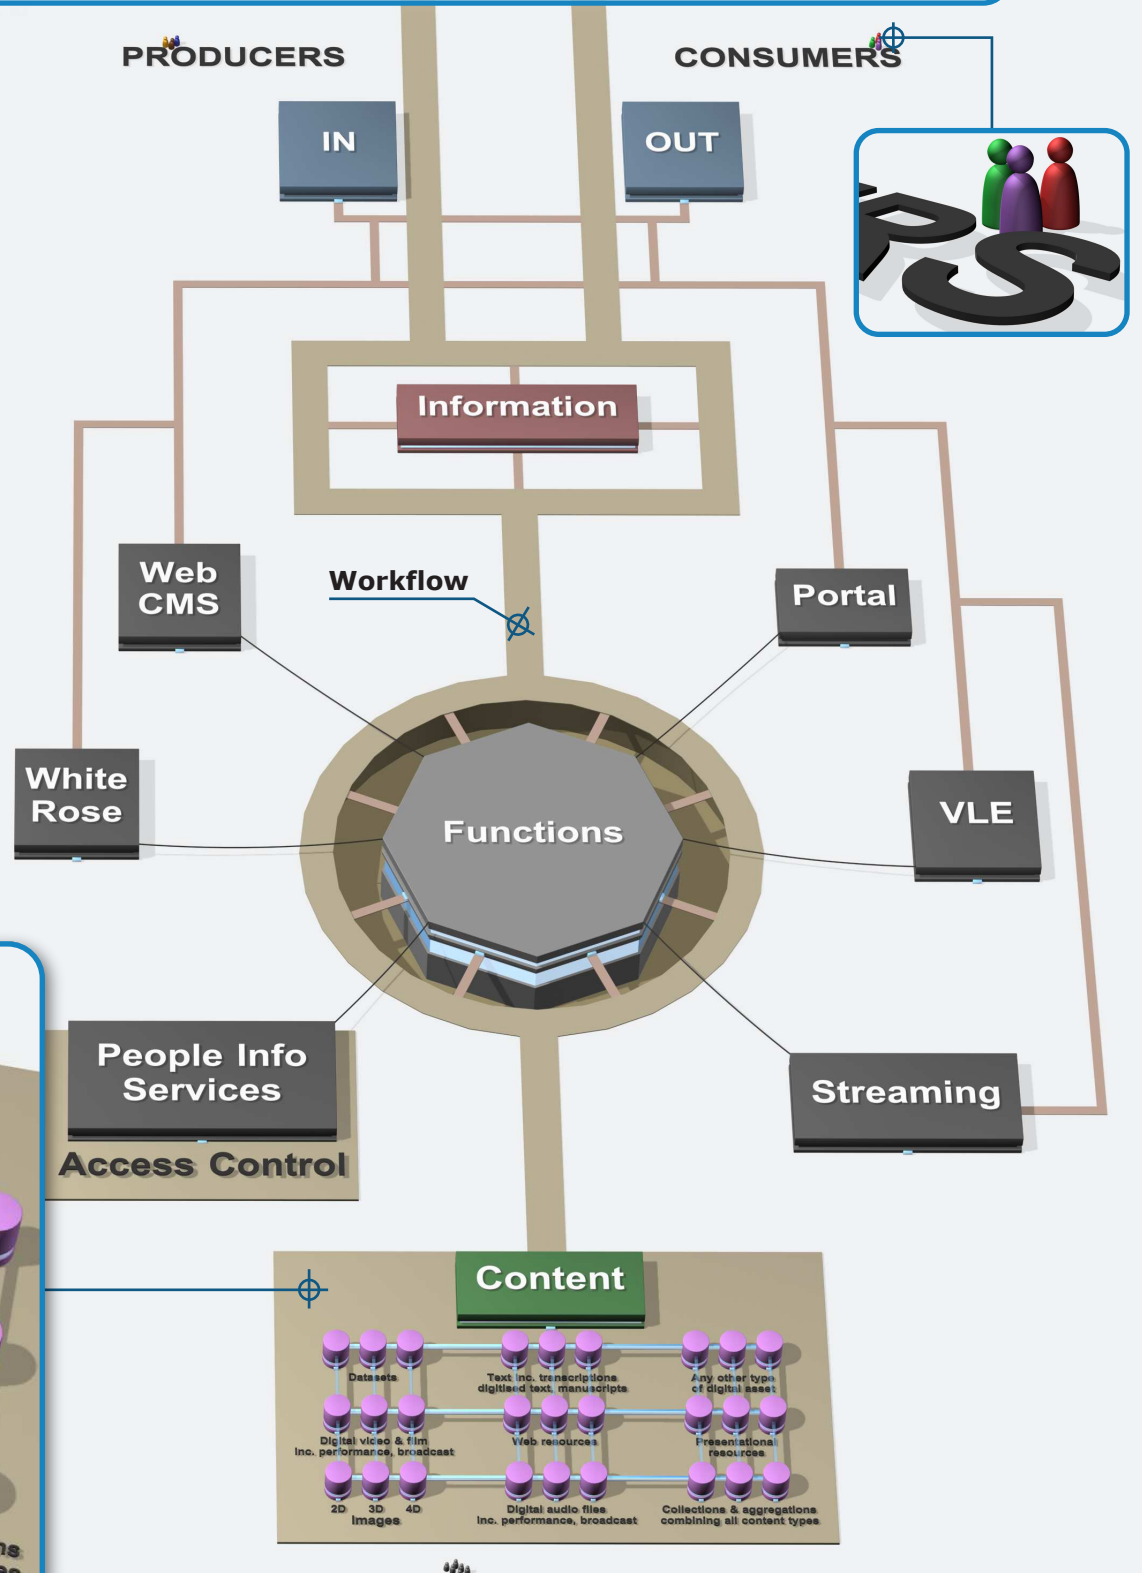 PRODUCERS
CONSUMERS
IN
OUT
RS
Information
Web
CMS
Workflow
Portal
White
Rose
Functions
VLE
People Info
Services
Streaming
Access Control
Content
Datasets
Text inc. transcriptions
digitised text, manuscripts
Any other type
of digital asset
Digital video & film
inc. performance, broadcast
Web resources
Presentational
resources
2D 3D 4D
Images
Digital audio files
inc. performance, broadcast
Collections & aggregations
combining all content types